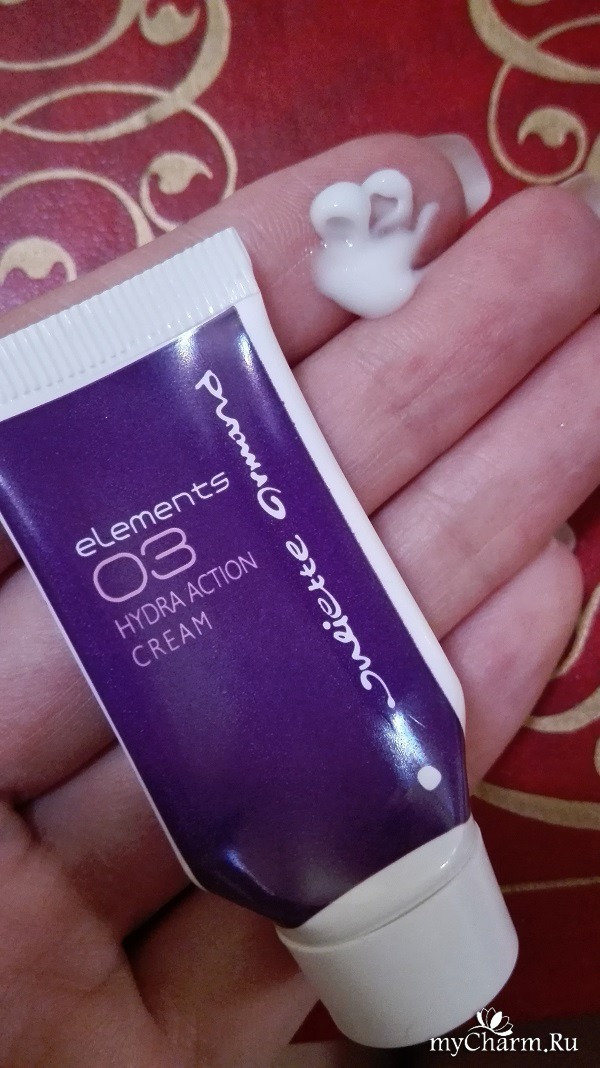 eLements
03
HYDRA ACTION
CREAM
Juliette Armand
myCharm.Ru